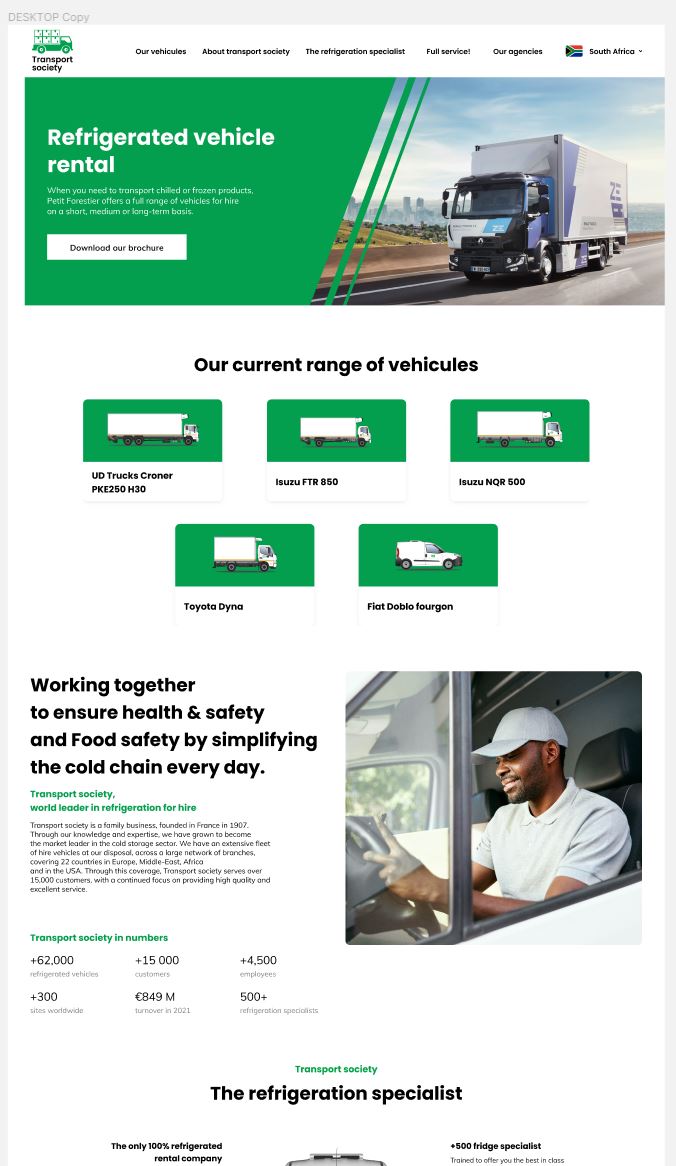 DESKTOP Copy
Transport
society
Our vehicules
About transport society
The refrigeration specialist
Full service!
Our agencies
South Africa
Refrigerated vehicle
rental
When you need to transport chilled or frozen products,
Petit Forestier offers a full range of vehicles for hire
on a short, medium or long-term basis.
Download our brochure
ZE
Our current range of vehicules
UD Trucks Croner
PKE250 H30
Isuzu FTR 850
Isuzu NQR 500
Toyota Dyna
Fiat Doblo fourgon
Working together
to ensure health & safety
and Food safety by simplifying
the cold chain every day.
Transport society,
world leader in refrigeration for hire
Transport society is a family business, founded in France in 1907.
Through our knowledge and expertise, we have grown to become
the market leader in the cold storage sector. We have an extensive fleet
of hire vehicles at our disposal, across a large network of branches,
covering 22 countries in Europe, Middle-East, Africa
and in the USA. Through this coverage, Transport society serves over
15,000 customers, with a continued focus on providing high quality and
excellent service.
Transport society in numbers
+62,000
refrigerated vehicles
+15 000
customers
+4,500
employees
+300
sites worldwide
€849 M
turnover in 2021
500+
refrigeration specialists
Transport society
The refrigeration specialist
The only 100% refrigerated
rental company
+500 fridge specialist
Trained to offer you the best in class